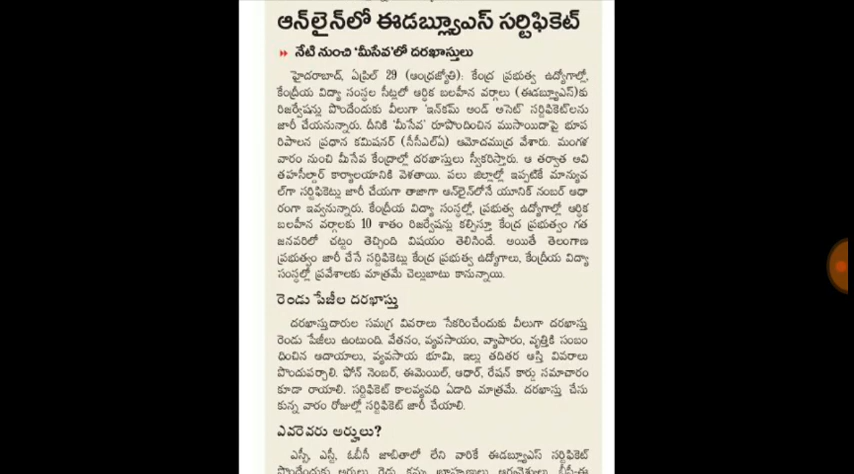 ఆన్‌లైన్‌లో ఈడబ్ల్యూఎస్ సర్టిఫికెట్
నేటి నుంచి ‘మీసేవ’లో దరఖాస్తులు
హైదరాబాద్, ఏప్రిల్ 29 (ఆంధ్రజ్యోతి): కేంద్ర ప్రభుత్వ ఉద్యోగాల్లో,
కేంద్రీయ విద్యా సంస్థల సీట్లలో ఆర్థిక బలహీన వర్గాలు (ఈడబ్ల్యూఎస్)కు
రిజర్వేషన్లు పొందేందుకు వీలుగా ‘ఇన్‌కమ్ అండ్ అసెట్’ సర్టిఫికెట్‌లను
జారీ చేయనున్నారు. దీనికి ‘మీసేవ’ రూపొందించిన ముసాయిదాపై భూప
రిపాలన ప్రధాన కమిషనర్ (సీసీఎల్ఏ) ఆమోదముద్ర వేశారు. మంగళ
వారం నుంచి మీసేవ కేంద్రాల్లో దరఖాస్తులు స్వీకరిస్తారు. ఆ తర్వాత అవి
తహసీల్దార్ కార్యాలయానికి వెళతాయి. పలు జిల్లాల్లో ఇప్పటికే మాన్యువ
ల్‌గా సర్టిఫికెట్లు జారీ చేయగా తాజాగా ఆన్‌లైన్‌లోనే యూనిక్ నంబర్ ఆధా
రంగా ఇవ్వనున్నారు. కేంద్రీయ విద్యా సంస్థల్లో, ప్రభుత్వ ఉద్యోగాల్లో ఆర్థిక
బలహీన వర్గాలకు 10 శాతం రిజర్వేషన్లు కల్పిస్తూ కేంద్ర ప్రభుత్వం గత
జనవరిలో చట్టం తెచ్చింది విషయం తెలిసిందే. అయితే తెలంగాణ
ప్రభుత్వం జారీ చేసే సర్టిఫికెట్లు కేంద్ర ప్రభుత్వ ఉద్యోగాలు, కేంద్రీయ విద్యా
సంస్థల్లో ప్రవేశాలకు మాత్రమే చెల్లుబాటు కానున్నాయి.
రెండు పేజీల దరఖాస్తు
దరఖాస్తుదారుల సమగ్ర వివరాలు సేకరించేందుకు వీలుగా దరఖాస్తు
రెండు పేజీలు ఉంటుంది. వేతనం, వ్యవసాయం, వ్యాపారం, వృత్తికి సంబం
ధించిన ఆదాయాలు, వ్యవసాయ భూమి, ఇల్లు తదితర ఆస్తి వివరాలు
పొందుపర్చాలి. ఫోన్ నెంబర్, ఈమెయిల్, ఆధార్, రేషన్ కార్డు సమాచారం
కూడా రాయాలి. సర్టిఫికెట్ కాలవ్యవధి ఏడాది మాత్రమే. దరఖాస్తు చేసు
కున్న వారం రోజుల్లో సర్టిఫికెట్ జారీ చేయాలి.
ఎవరెవరు అర్హులు?
ఎస్సీ, ఎస్టీ, ఓబీసీ జాబితాలో లేని వారికే ఈడబ్ల్యూఎస్ సర్టిఫికెట్